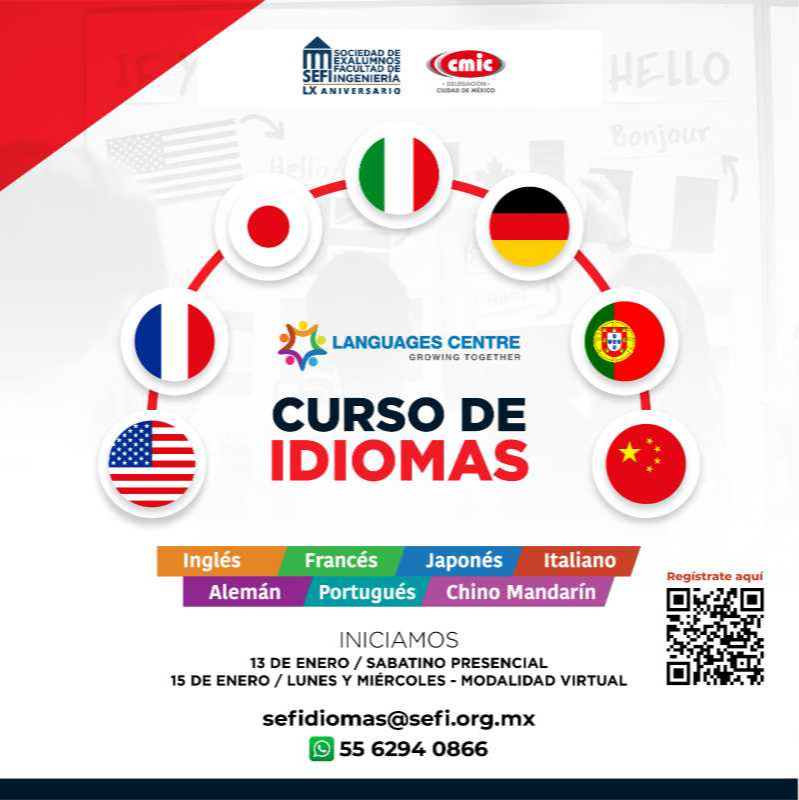 SEFI
SOCIEDAD DE
EXALUMNOS
FACULTAD DE
INGENIERÍA
LX ANIVERSARIO
cmic
· DELEGACIÓN ·
CIUDAD DE MÉXICO
HELLO
Hello
Bonjour
LANGUAGES CENTRE
GROWING TOGETHER
CURSO DE
IDIOMAS
Inglés Francés Japonés Italiano
Alemán Portugués Chino Mandarín
Regístrate aquí
INICIAMOS
13 DE ENERO / SABATINO PRESENCIAL
15 DE ENERO / LUNES Y MIÉRCOLES - MODALIDAD VIRTUAL
sefidiomas@sefi.org.mx
55 6294 0866